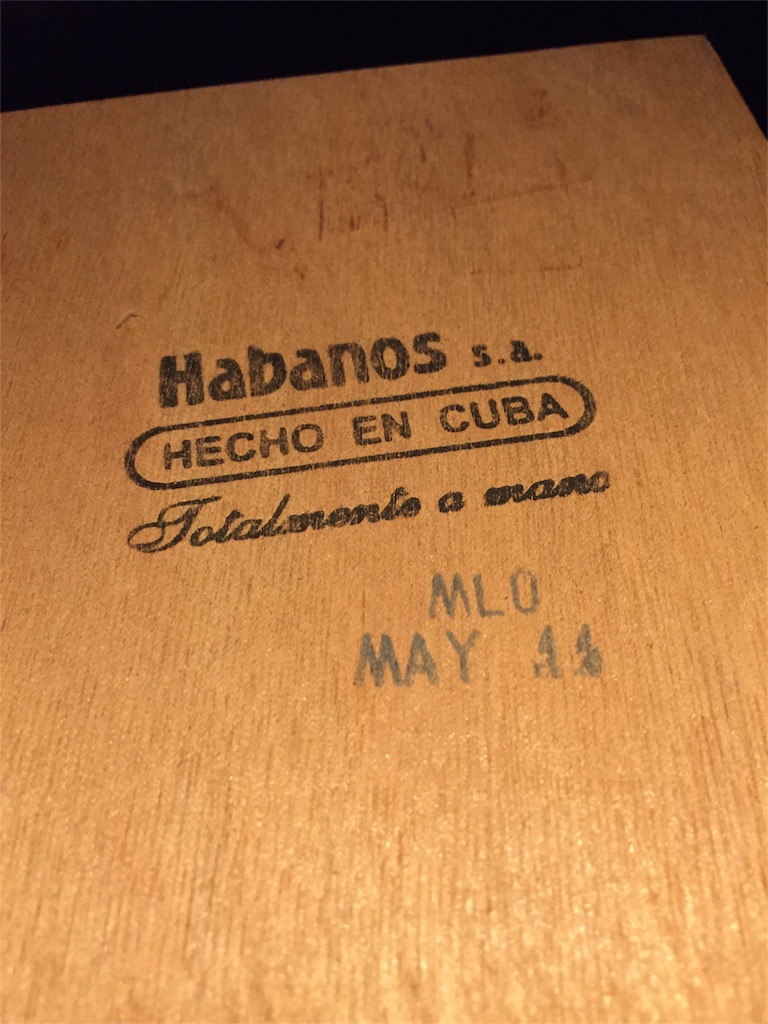 Habanos s.a.
HECHO EN CUBA
Totalmente a mano
MLO
MAY 11